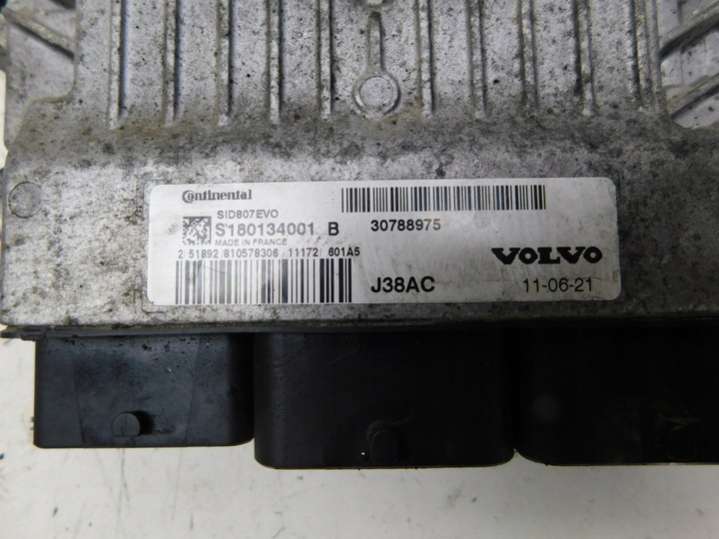 Continental
SID807EVO
S180134001 B
MADE IN FRANCE
2 51892 810578306 11172 601A5
30788975
VOLVO
J38AC 11-06-21